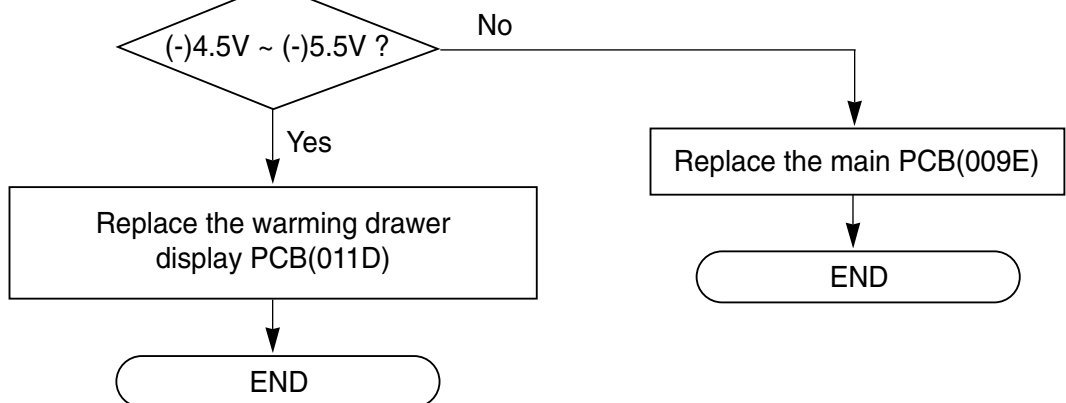 (-)4.5V ~ (-)5.5V ?
No
Yes
Replace the main PCB(009E)
Replace the warming drawer
display PCB(011D)
END
END